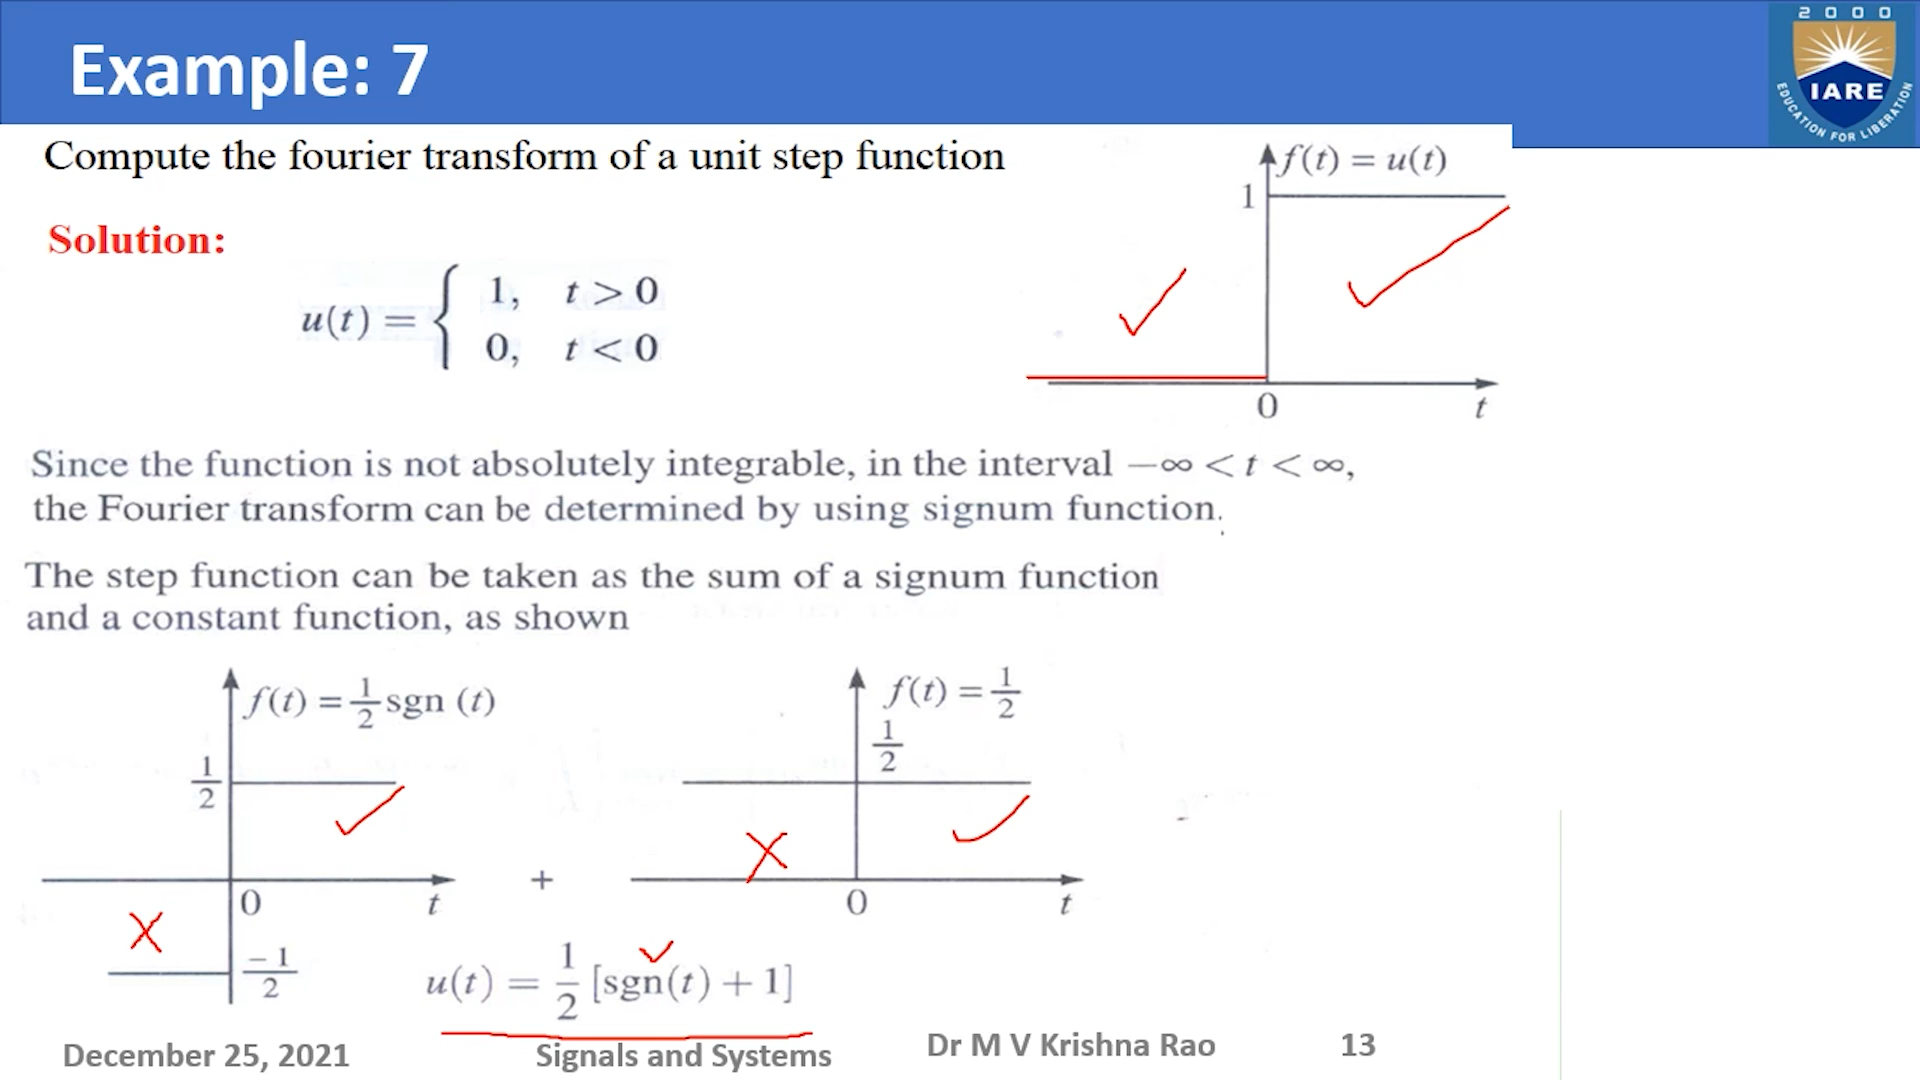 Example: 7
2 0 0 0
IARE
EDUCATION FOR LIBERATION
Compute the fourier transform of a unit step function
f(t) = u(t)
1
0
t
Solution:
u(t) = { 1, t > 0
0, t < 0
Since the function is not absolutely integrable, in the interval −∞ < t < ∞,
the Fourier transform can be determined by using signum function.
The step function can be taken as the sum of a signum function
and a constant function, as shown
f(t) = 1/2 sgn (t)
1/2
0
t
−1/2
+
f(t) = 1/2
1/2
0
t
u(t) = 1/2 [sgn(t) + 1]
December 25, 2021
Signals and Systems
Dr M V Krishna Rao
13